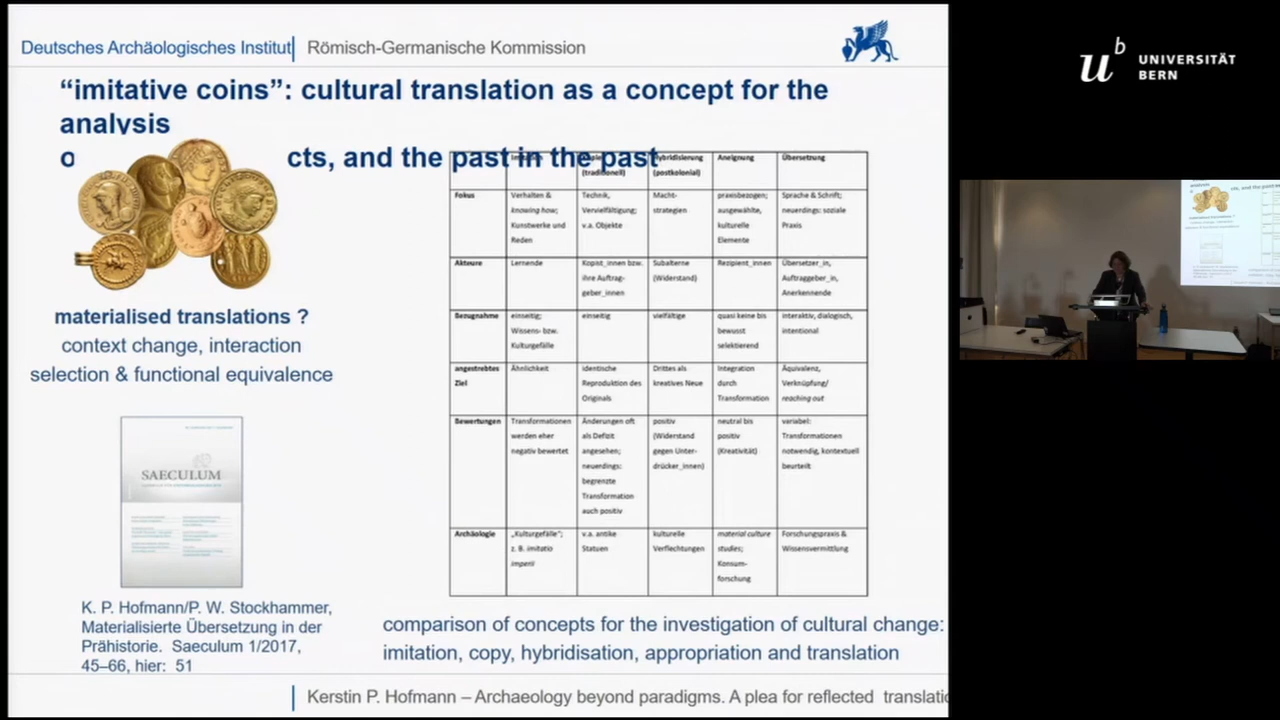 Deutsches Archäologisches Institut
Römisch-Germanische Kommission
“imitative coins”: cultural translation as a concept for the
analysis
o cts, and the past in the past
(traditionell)
Hybridisierung
(postkolonial)
Aneignung
Übersetzung
Fokus
Verhalten &
knowing how;
Kunstwerke und
Reden
Technik,
Vervielfältigung;
v.a. Objekte
Macht-
strategien
praxisbezogen;
ausgewählte,
kulturelle
Elemente
Sprache & Schrift;
neuerdings: soziale
Praxis
Akteure
Lernende
Kopist_innen bzw.
ihre Auftrag-
geber_innen
Subalterne
(Widerstand)
Rezipient_innen
Übersetzer_in,
Auftraggeber_in,
Anerkennende
Bezugnahme
einseitig;
Wissens- bzw.
Kulturgefälle
einseitig
vielfältige
quasi keine bis
bewusst
selektierend
interaktiv, dialogisch,
intentional
angestrebtes
Ziel
Ähnlichkeit
identische
Reproduktion des
Originals
Drittes als
kreatives Neue
Integration
durch
Transformation
Äquivalenz,
Verknüpfung/
reaching out
Bewertungen
Transformationen
werden eher
negativ bewertet
Änderungen oft
als Defizit
angesehen;
neuerdings:
begrenzte
Transformation
auch positiv
positiv
(Widerstand
gegen Unter-
drücker_innen)
neutral bis
positiv
(Kreativität)
variabel:
Transformationen
notwendig, kontextuell
beurteilt
Archäologie
„Kulturgefälle“;
z. B. imitatio
imperii
v.a. antike
Statuen
kulturelle
Verflechtungen
material culture
studies;
Konsum-
forschung
Forschungspraxis &
Wissensvermittlung
materialised translations ?
context change, interaction
selection & functional equivalence
SAECULUM
K. P. Hofmann/P. W. Stockhammer,
Materialisierte Übersetzung in der
Prähistorie. Saeculum 1/2017,
45–66, hier: 51
comparison of concepts for the investigation of cultural change:
imitation, copy, hybridisation, appropriation and translation
Kerstin P. Hofmann – Archaeology beyond paradigms. A plea for reflected translatio
u b
UNIVERSITÄT
BERN